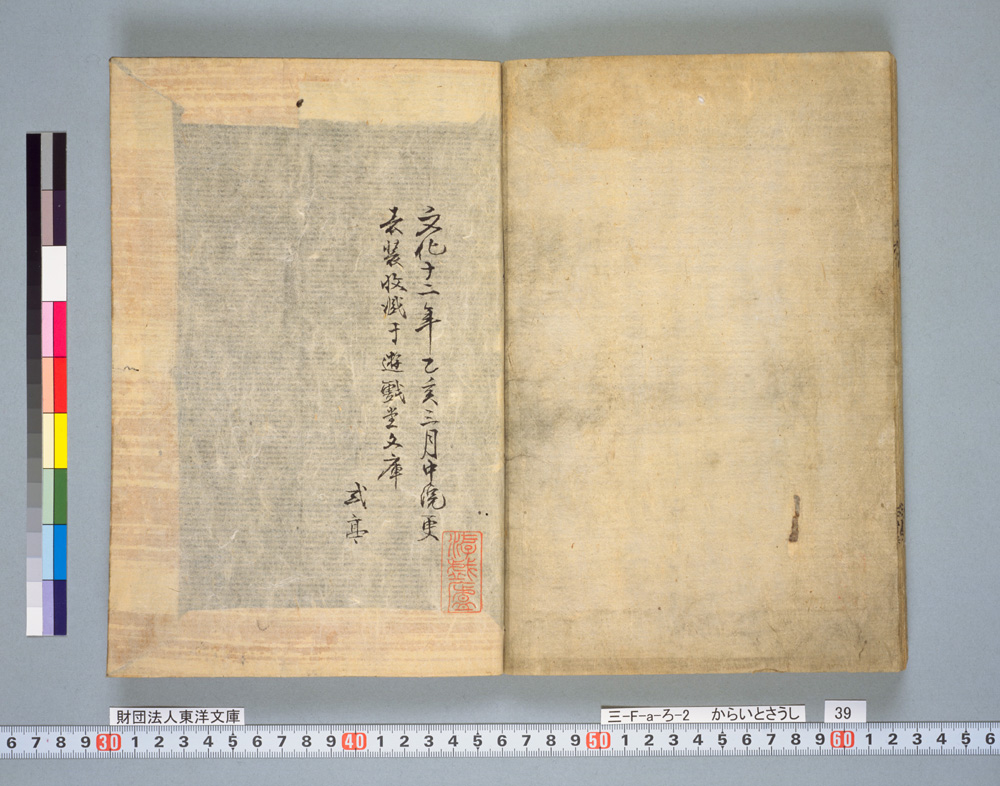 文化十二年乙亥三月中浣更
表装收蔵于遊戯堂文庫
式亭
財団法人東洋文庫
三-F-a-ろ-2 からいとさうし
39
6 7 8 9 30 1 2 3 4 5 6 7 8 9 40 1 2 3 4 5 6 7 8 9 50 1 2 3 4 5 6 7 8 9 60 1 2 3 4 5 6